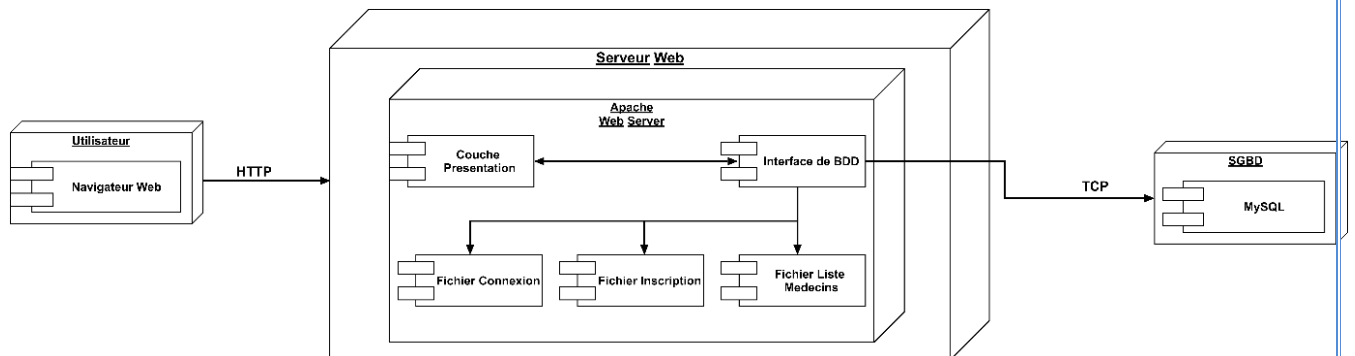 Serveur Web
Apache
Web Server
Utilisateur
Navigateur Web
HTTP
Couche
Presentation
Interface de BDD
Fichier Connexion
Fichier Inscription
Fichier Liste
Medecins
TCP
SGBD
MySQL